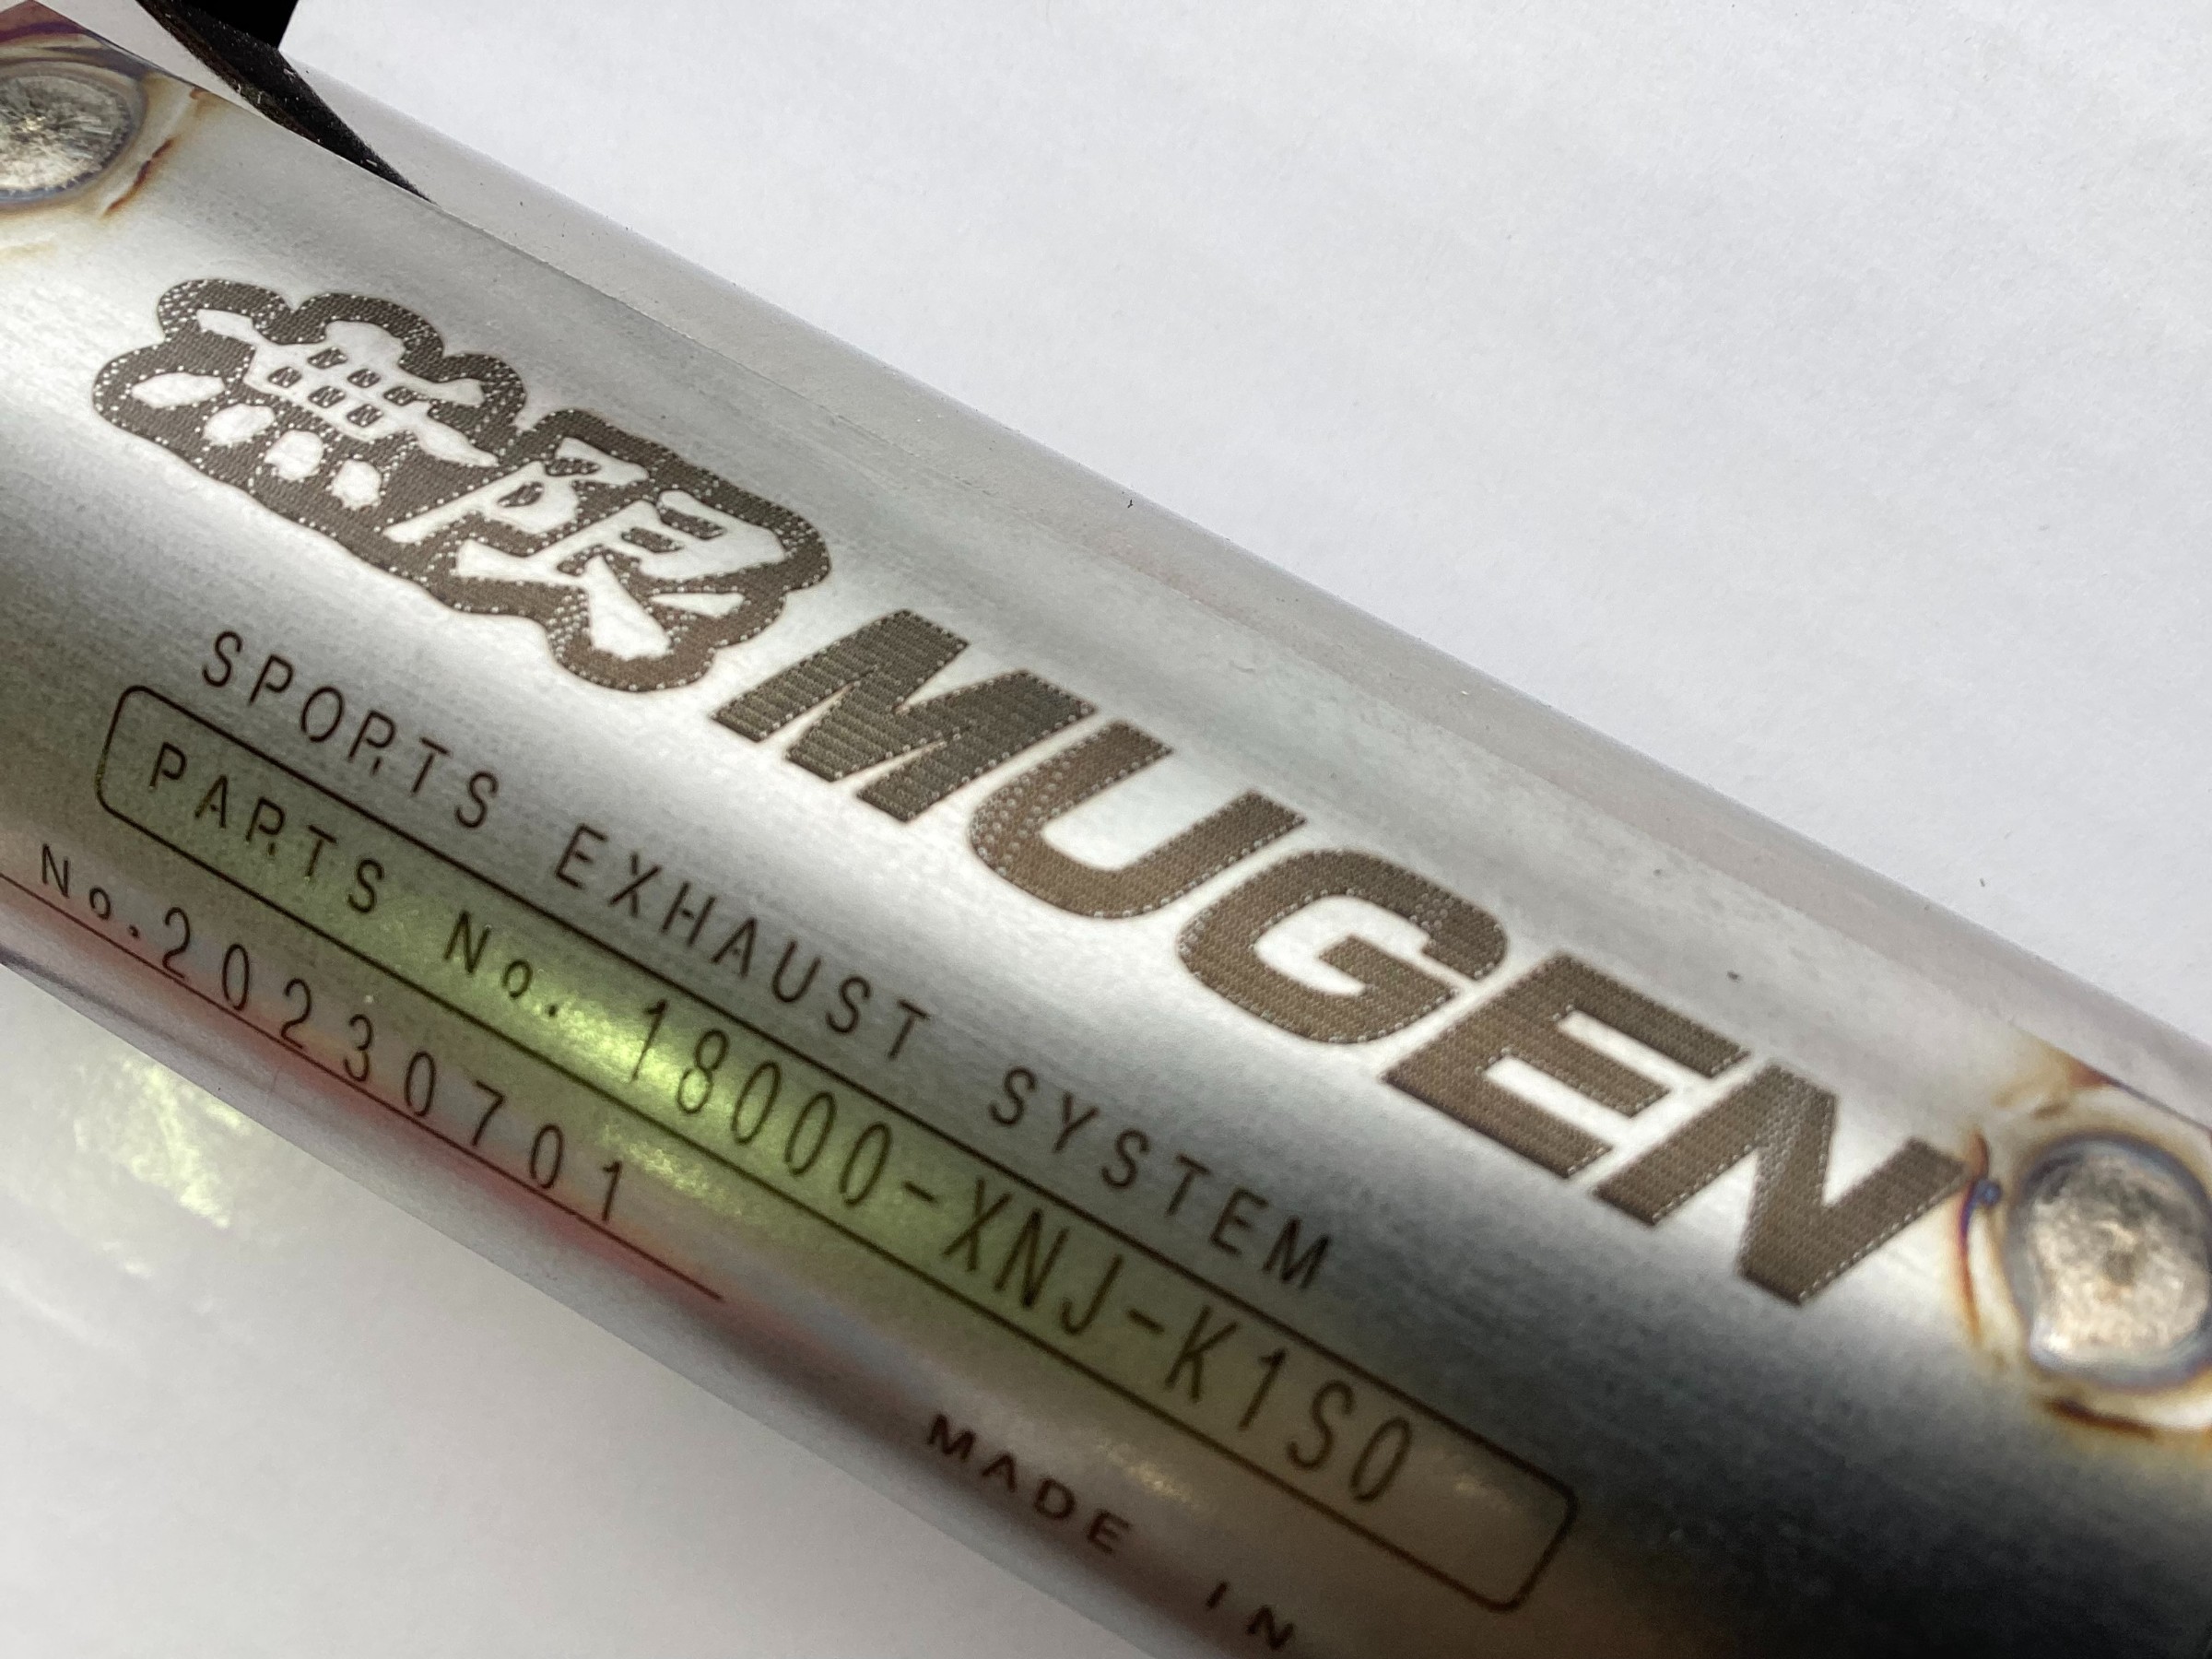 無限 MUGEN
SPORTS EXHAUST SYSTEM
PARTS No. 18000-XNJ-K1S0
No.20230701
MADE IN